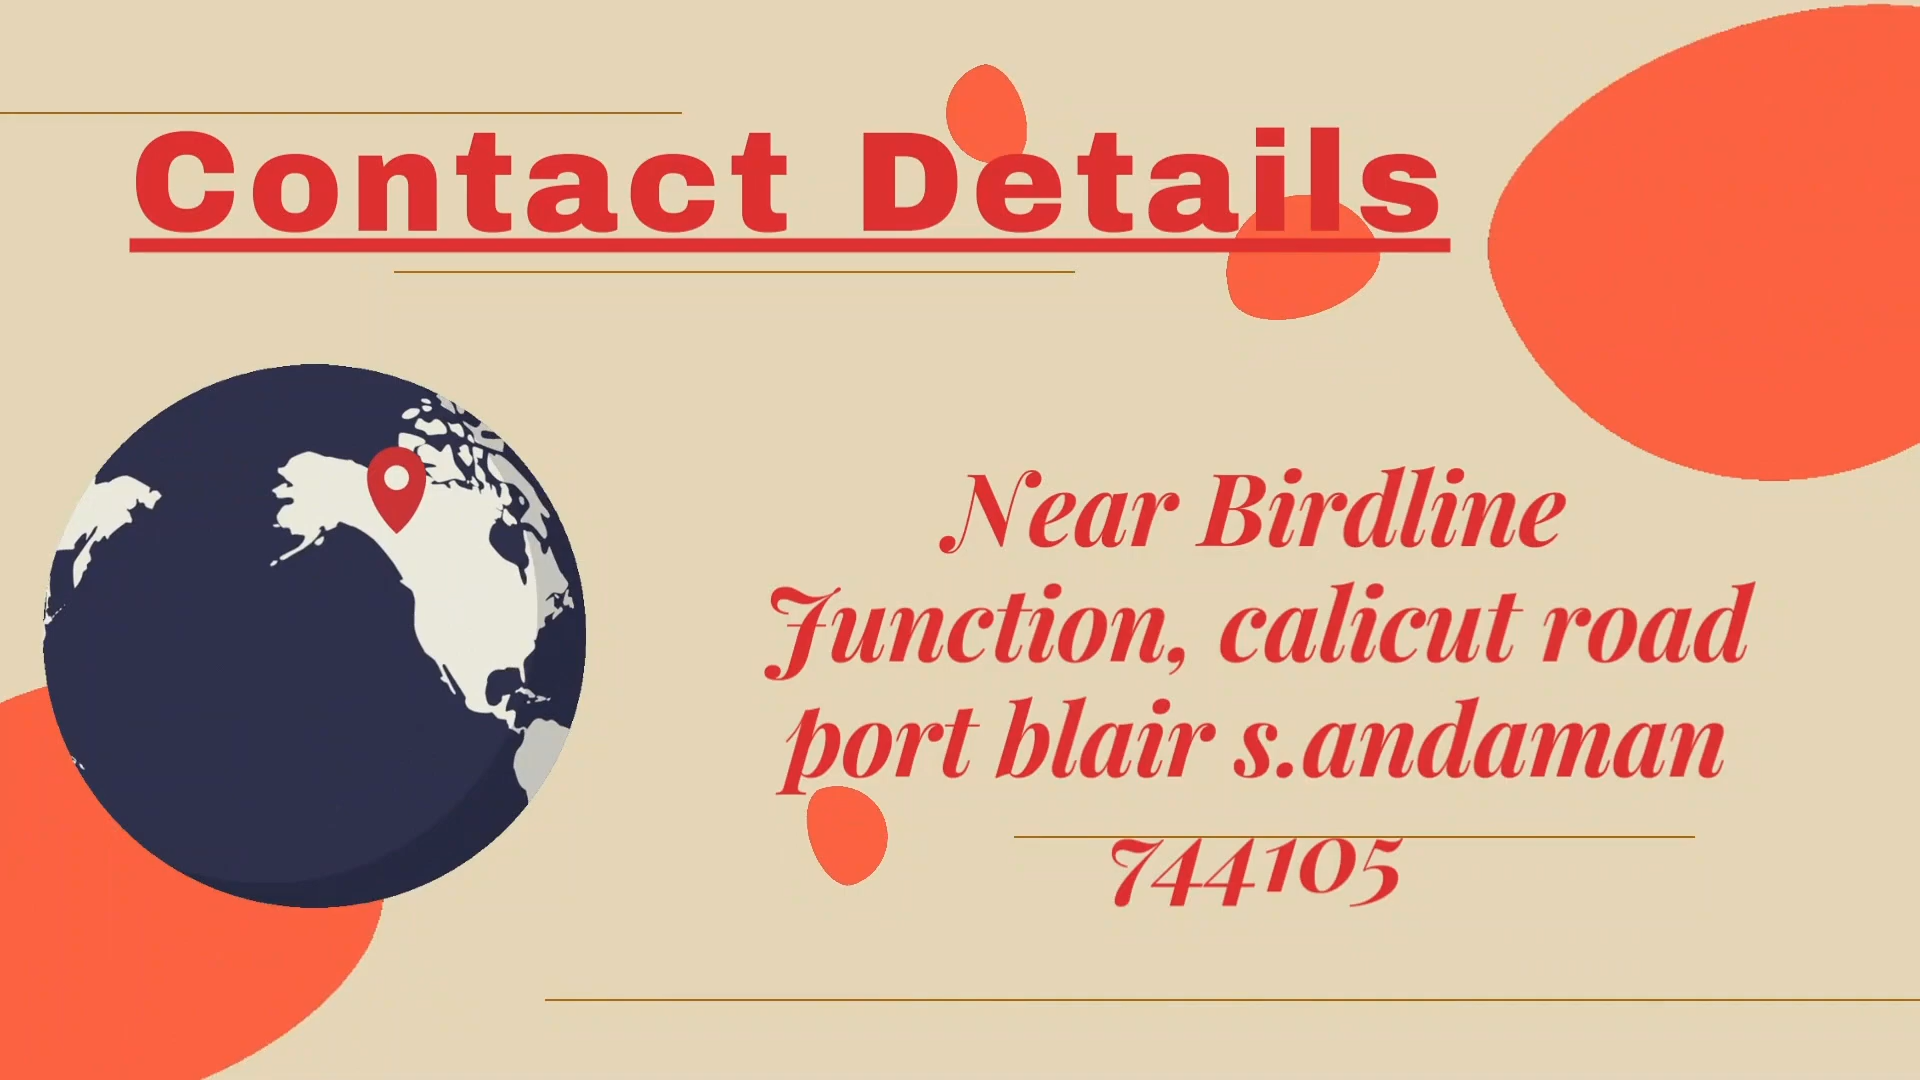 Contact Details
Near Birdline
Junction, calicut road
port blair s.andaman
744105